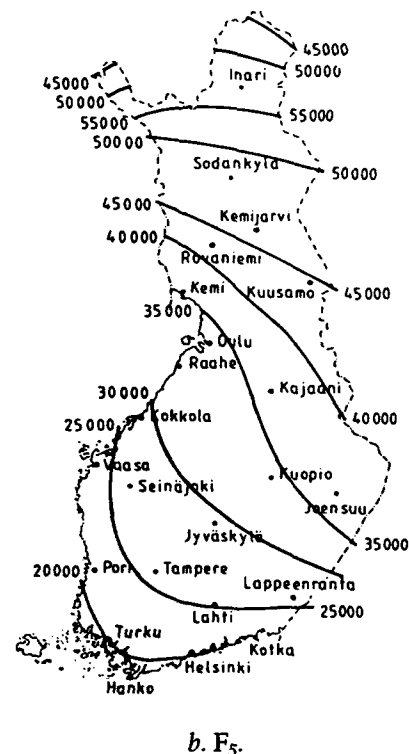 45000
50000
Inari
45000
50000
55000
55000
50000
Sodankylä
50000
45000
Kemijarvi
40000
Rovaniemi
Kemi
Kuusamo
45000
35000
Oulu
Raahe
Kajaani
30000
40000
25000
Kokkola
Vaasa
Seinäjoki
Kuopio
Joensuu
Jyväskylä
35000
20000
Pori
Tampere
Lappeenranta
Lahti
25000
Turku
Kotka
Helsinki
Hanko
b. F5.